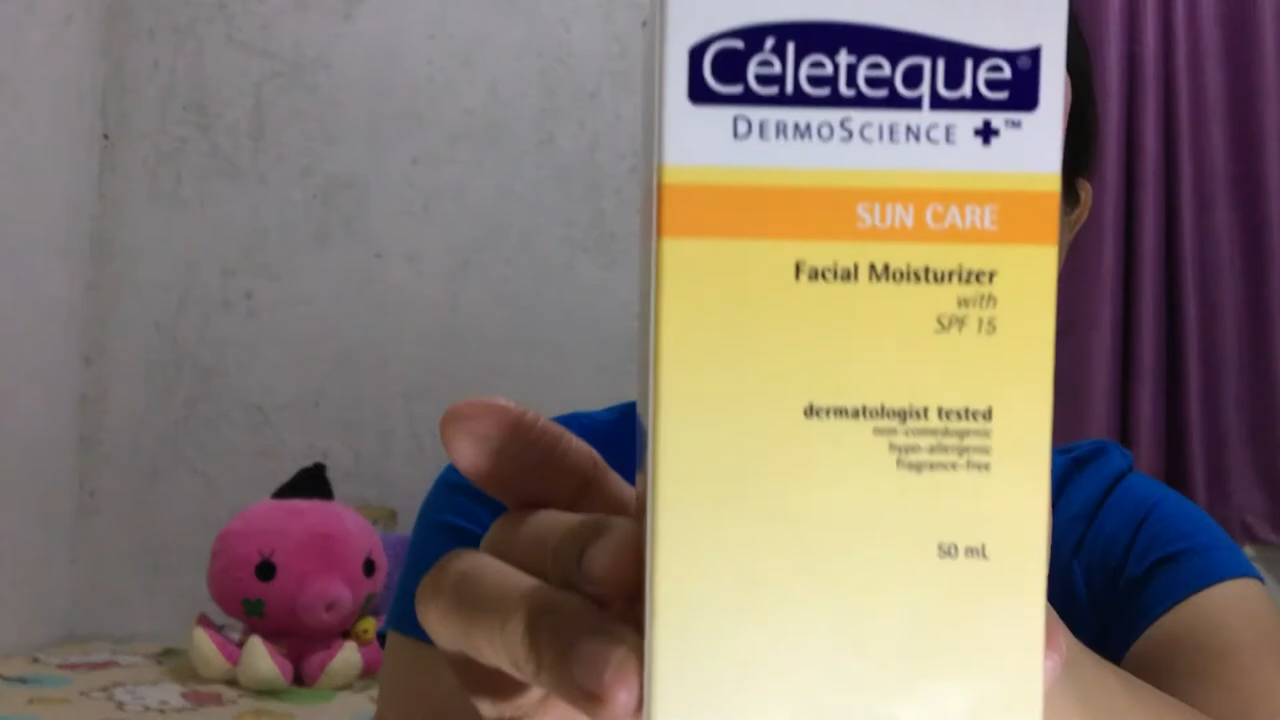 Céleteque®
DERMOSCIENCE +™
SUN CARE
Facial Moisturizer
with
SPF 15
dermatologist tested
non-comedogenic
hypo-allergenic
fragrance-free
50 mL